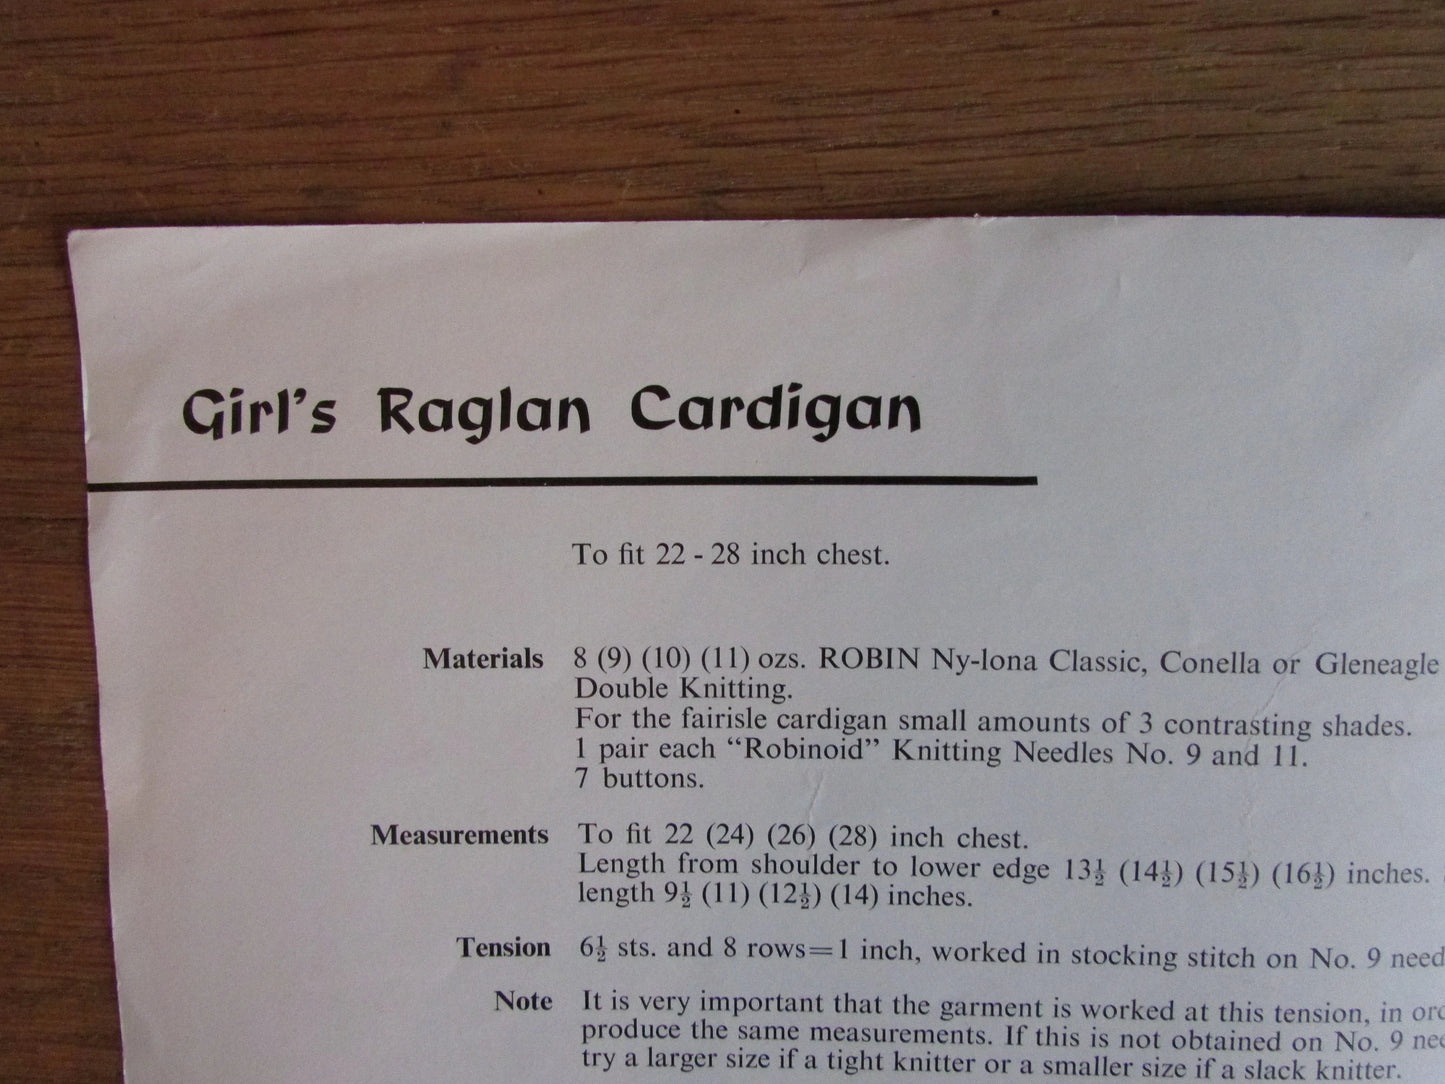 Girl's Raglan Cardigan
To fit 22 - 28 inch chest.
Materials 8 (9) (10) (11) ozs. ROBIN Ny-lona Classic, Conella or Gleneagle
Double Knitting.
For the fairisle cardigan small amounts of 3 contrasting shades.
1 pair each “Robinoid” Knitting Needles No. 9 and 11.
7 buttons.
Measurements To fit 22 (24) (26) (28) inch chest.
Length from shoulder to lower edge 13½ (14½) (15½) (16½) inches.
length 9½ (11) (12½) (14) inches.
Tension 6½ sts. and 8 rows=1 inch, worked in stocking stitch on No. 9 need
Note It is very important that the garment is worked at this tension, in
produce the same measurements. If this is not obtained on No. 9
try a larger size if a tight knitter or a smaller size if a slack knitter.